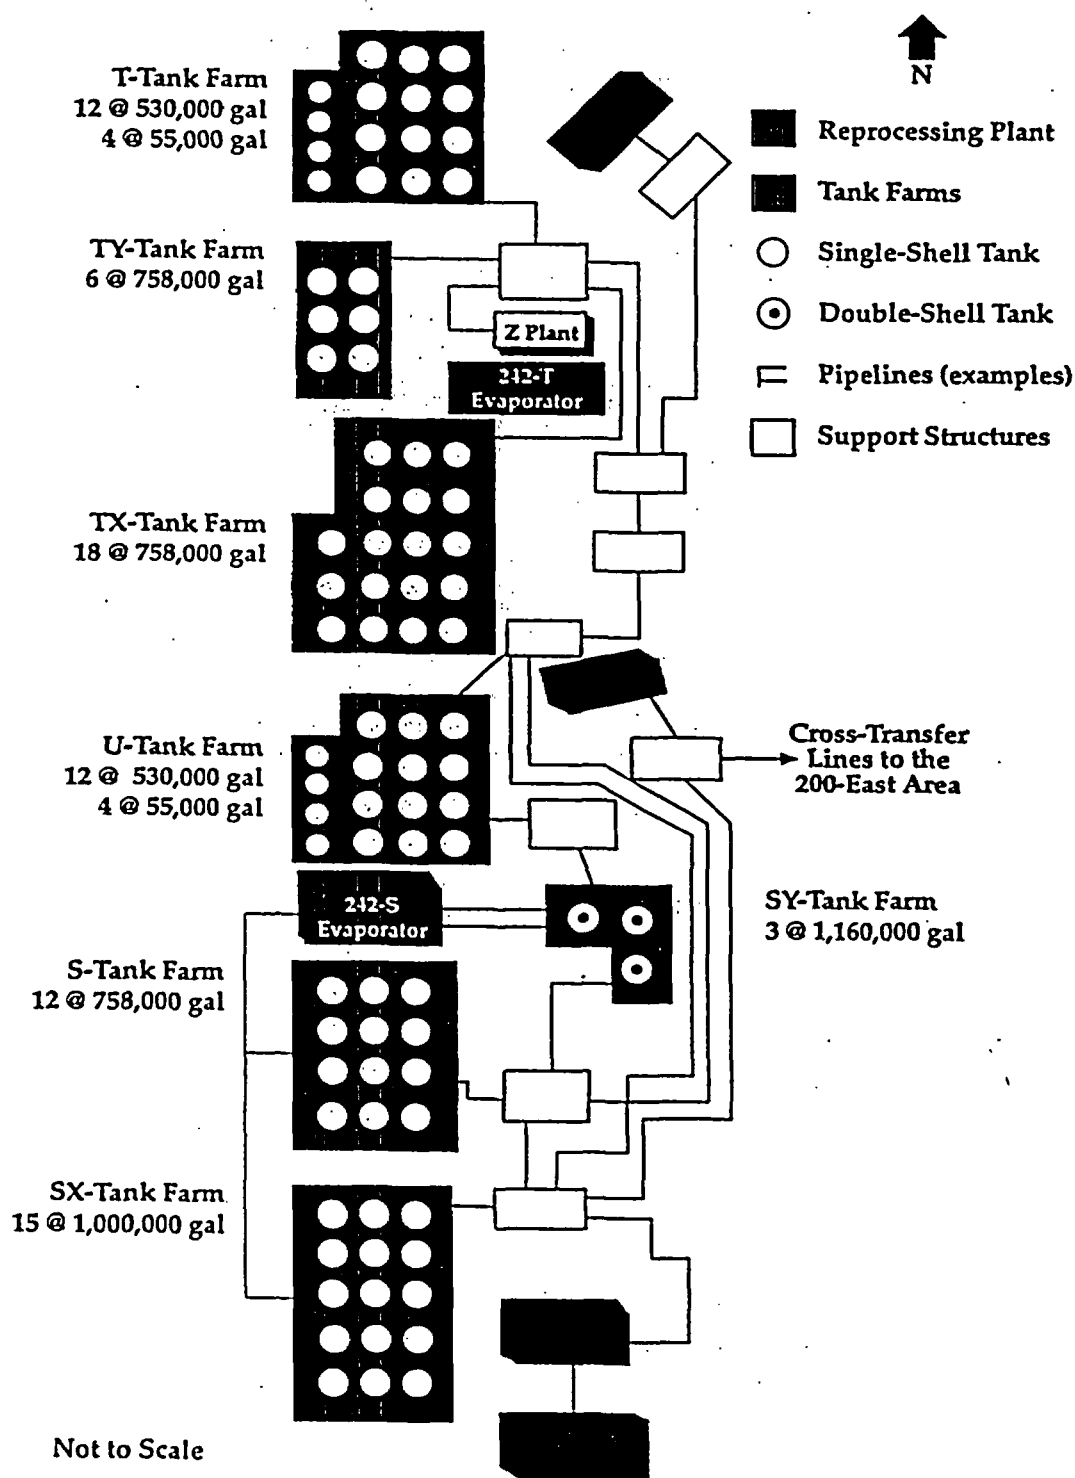 N
T-Tank Farm
12 @ 530,000 gal
4 @ 55,000 gal
Reprocessing Plant
Tank Farms
TY-Tank Farm
6 @ 758,000 gal
Single-Shell Tank
Double-Shell Tank
Z Plant
242-T
Evaporator
Pipelines (examples)
Support Structures
TX-Tank Farm
18 @ 758,000 gal
U-Tank Farm
12 @ 530,000 gal
4 @ 55,000 gal
Cross-Transfer
Lines to the
200-East Area
242-S
Evaporator
SY-Tank Farm
3 @ 1,160,000 gal
S-Tank Farm
12 @ 758,000 gal
SX-Tank Farm
15 @ 1,000,000 gal
Not to Scale